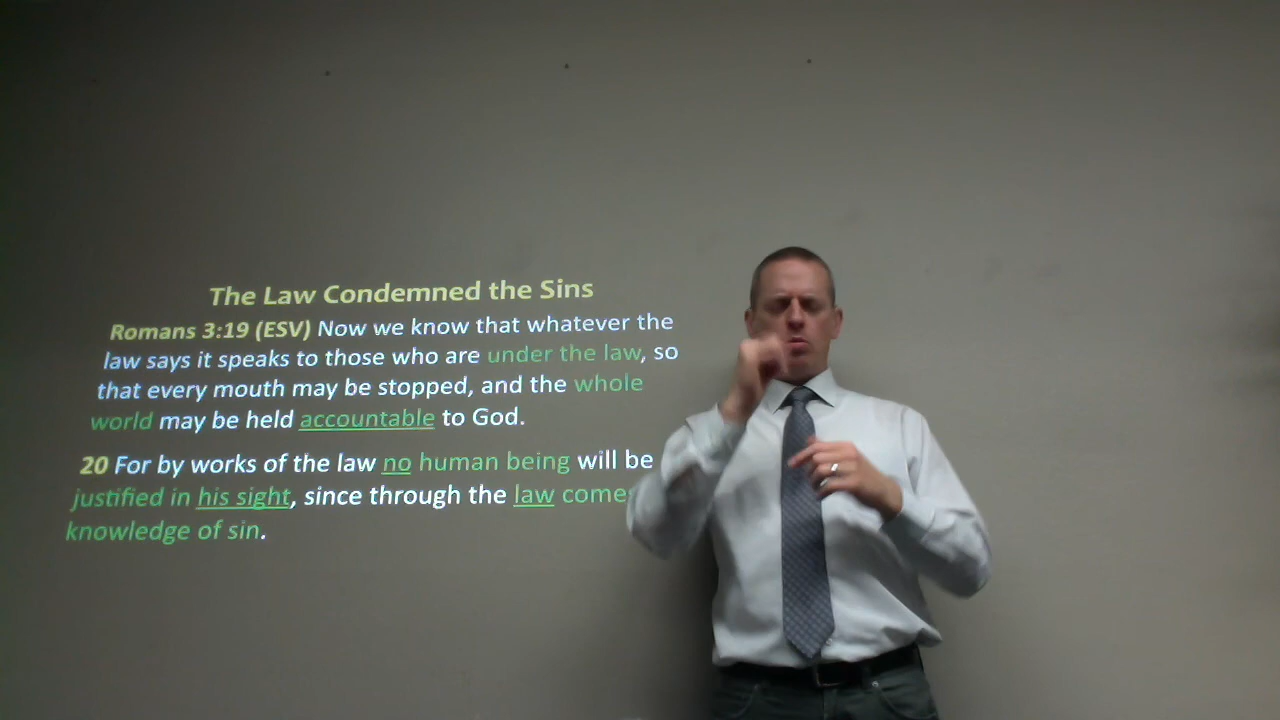 The Law Condemned the Sins
Romans 3:19 (ESV) Now we know that whatever the
law says it speaks to those who are under the law, so
that every mouth may be stopped, and the whole
world may be held accountable to God.
20 For by works of the law no human being will be
justified in his sight, since through the law comes
knowledge of sin.